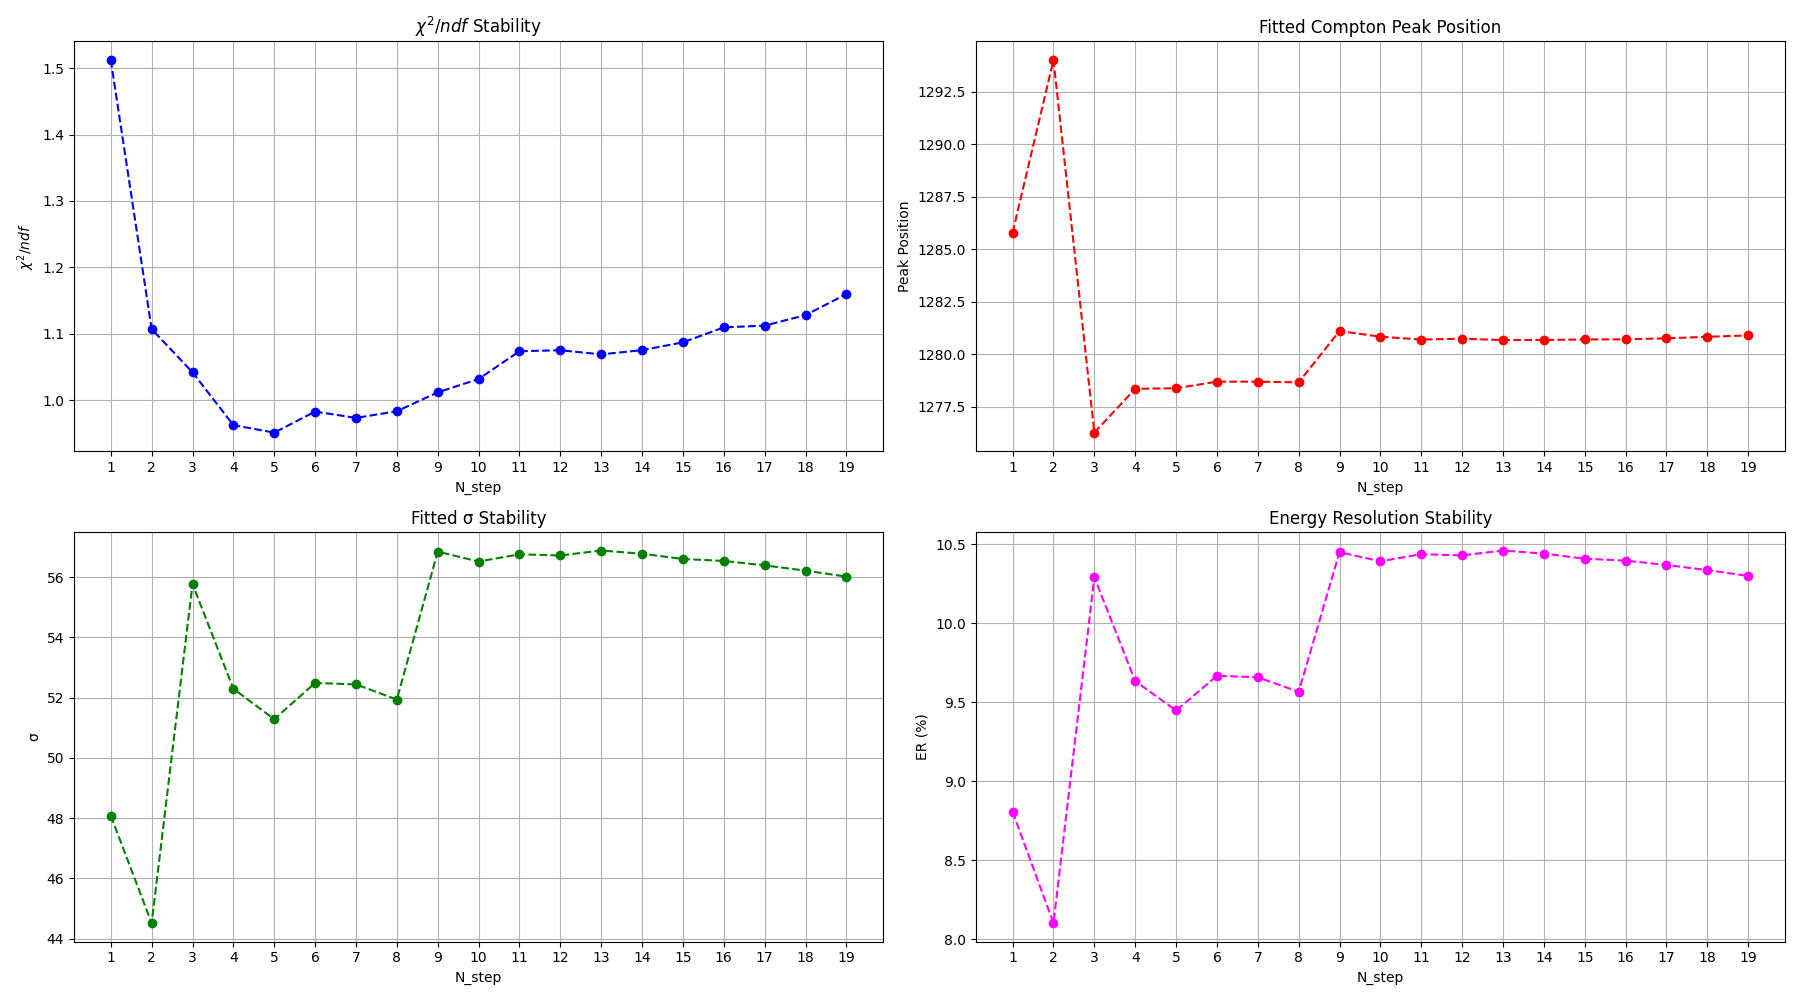 χ²/ndf Stability
χ²/ndf
1.5
1.4
1.3
1.2
1.1
1.0
1 2 3 4 5 6 7 8 9 10 11 12 13 14 15 16 17 18 19
N_step
Fitted Compton Peak Position
Peak Position
1292.5
1290.0
1287.5
1285.0
1282.5
1280.0
1277.5
1 2 3 4 5 6 7 8 9 10 11 12 13 14 15 16 17 18 19
N_step
Fitted σ Stability
σ
56
54
52
50
48
46
44
1 2 3 4 5 6 7 8 9 10 11 12 13 14 15 16 17 18 19
N_step
Energy Resolution Stability
ER (%)
10.5
10.0
9.5
9.0
8.5
8.0
1 2 3 4 5 6 7 8 9 10 11 12 13 14 15 16 17 18 19
N_step